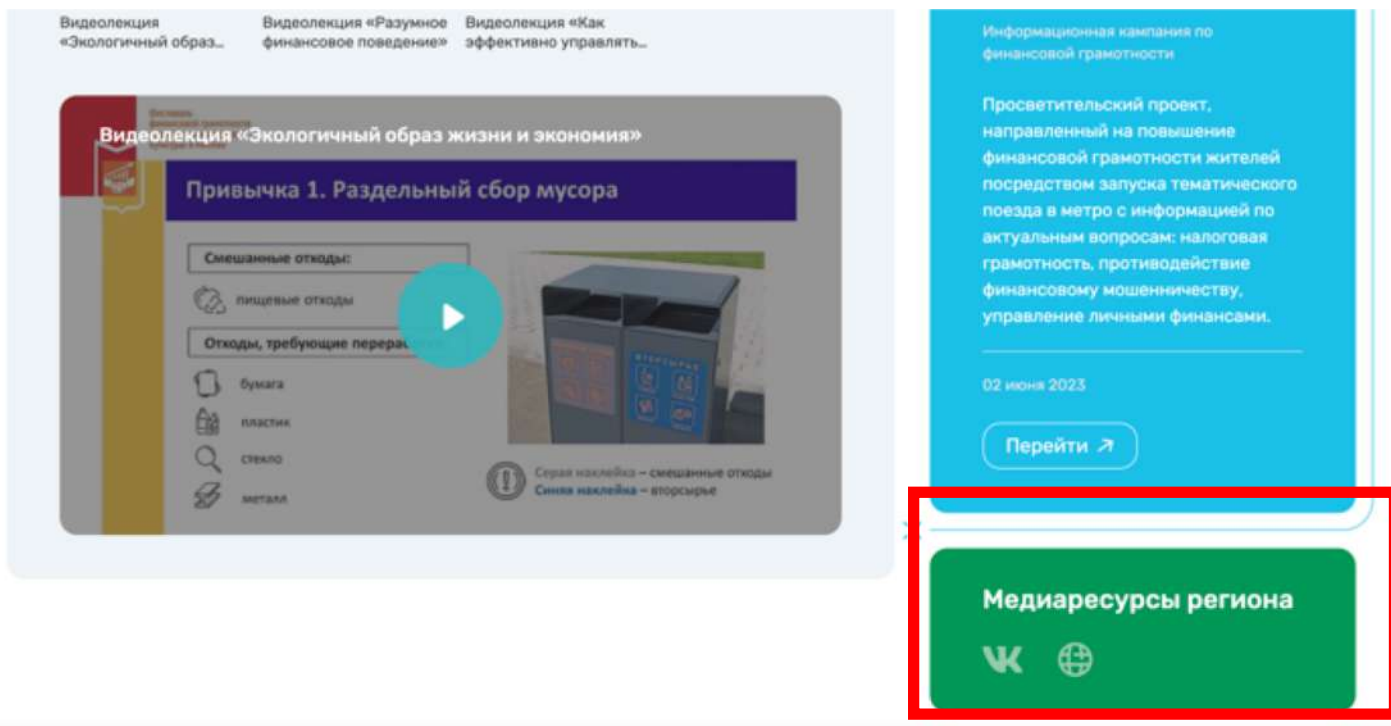 Видеолекция
«Экологичный образ...
Видеолекция «Разумное
финансовое поведение»
Видеолекция «Как
эффективно управлять...
Видеолекция «Экологичный образ жизни и экономия»
Привычка 1. Раздельный сбор мусора
Смешанные отходы:
пищевые отходы
Отходы, требующие
бумага
пластик
стекло
металл
ВТОРСЫРЬЕ
Серая наклейка – смешанные отходы
Синяя наклейка – вторсырье
Информационная кампания по
финансовой грамотности
Просветительский проект,
направленный на повышение
финансовой грамотности жителей
посредством запуска тематического
поезда в метро с информацией по
актуальным вопросам: налоговая
грамотность, противодействие
финансовому мошенничеству,
управление личными финансами.
02 июня 2023
Перейти
Медиаресурсы региона